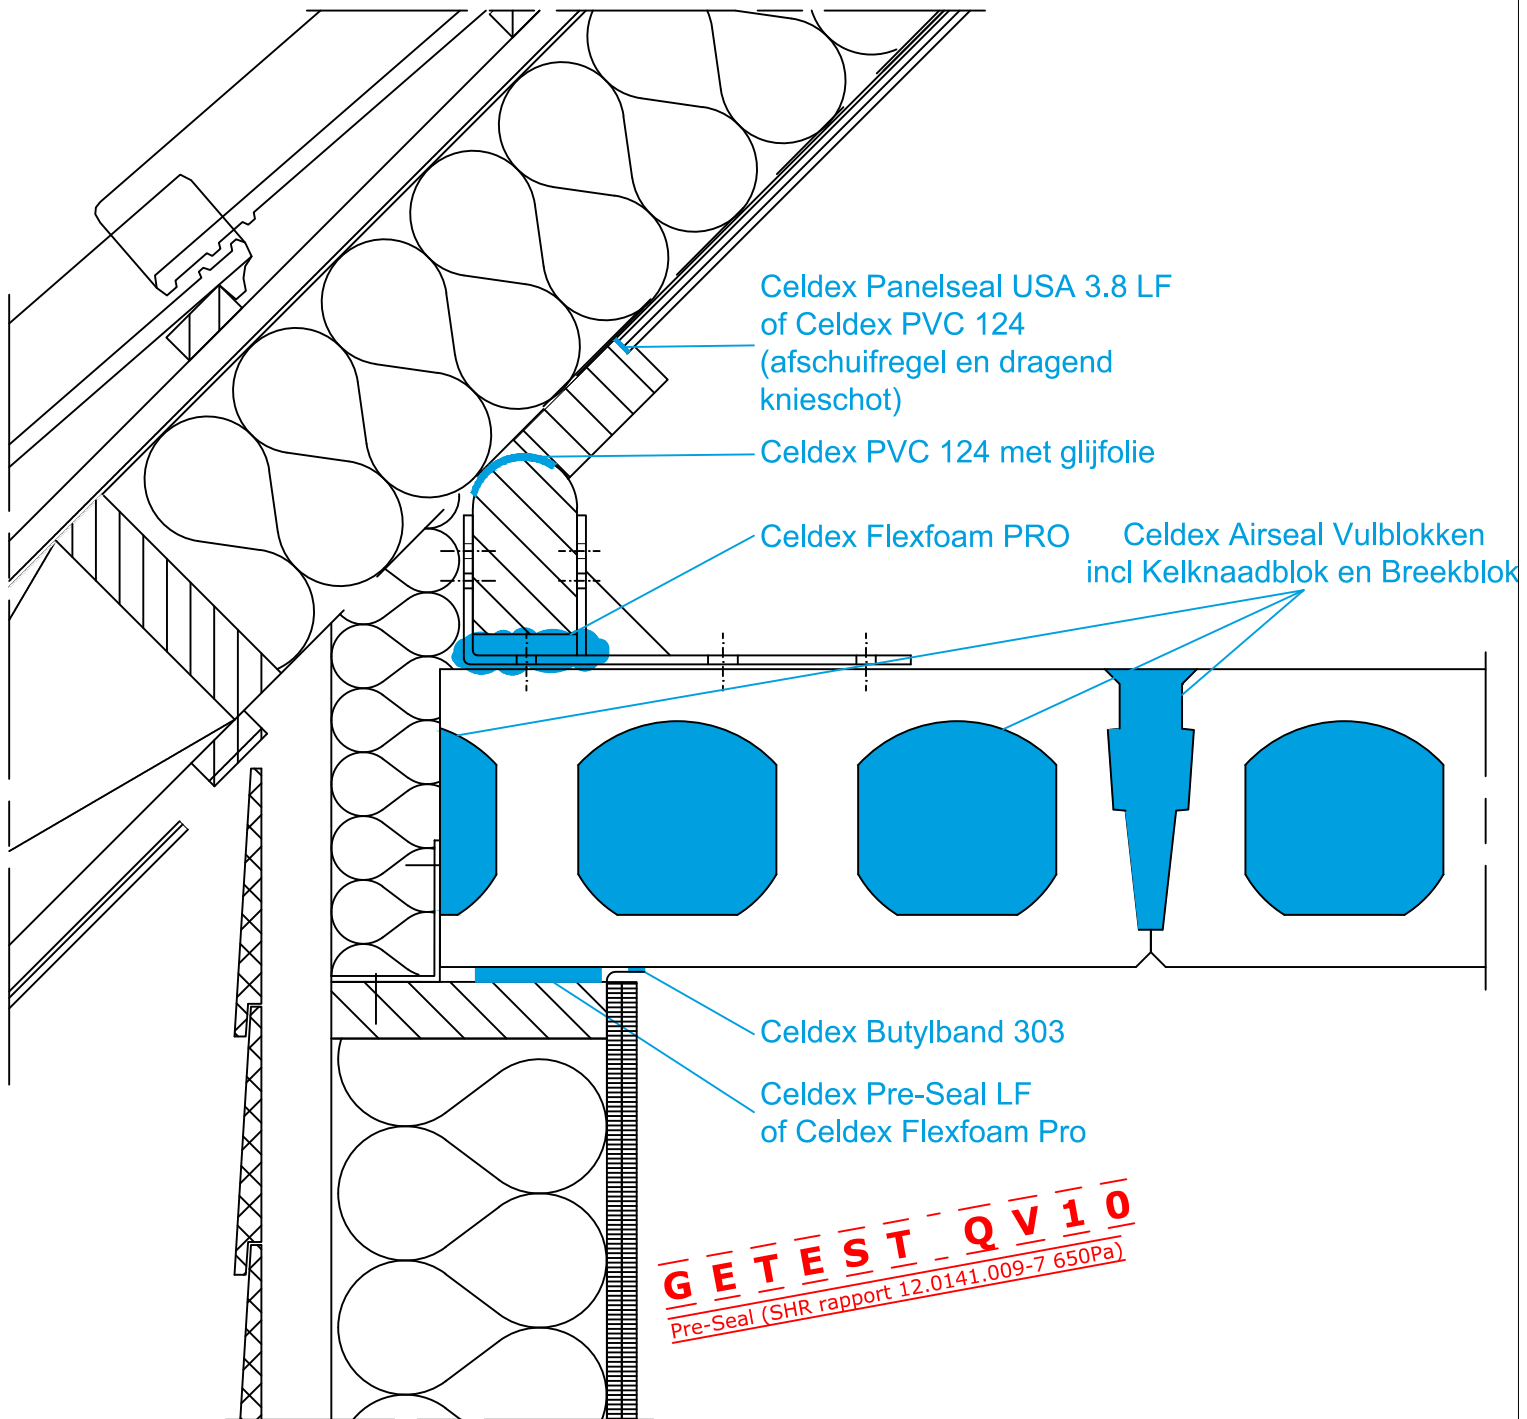 Celdex Panelseal USA 3.8 LF
of Celdex PVC 124
(afschuifregel en dragend
knieschot)
Celdex PVC 124 met glijfolie
Celdex Flexfoam PRO
Celdex Airseal Vulblokken
incl Kelknaadblok en Breekblok
Celdex Butylband 303
Celdex Pre-Seal LF
of Celdex Flexfoam Pro
GETEST QV10
Pre-Seal (SHR rapport 12.0141.009-7 650Pa)